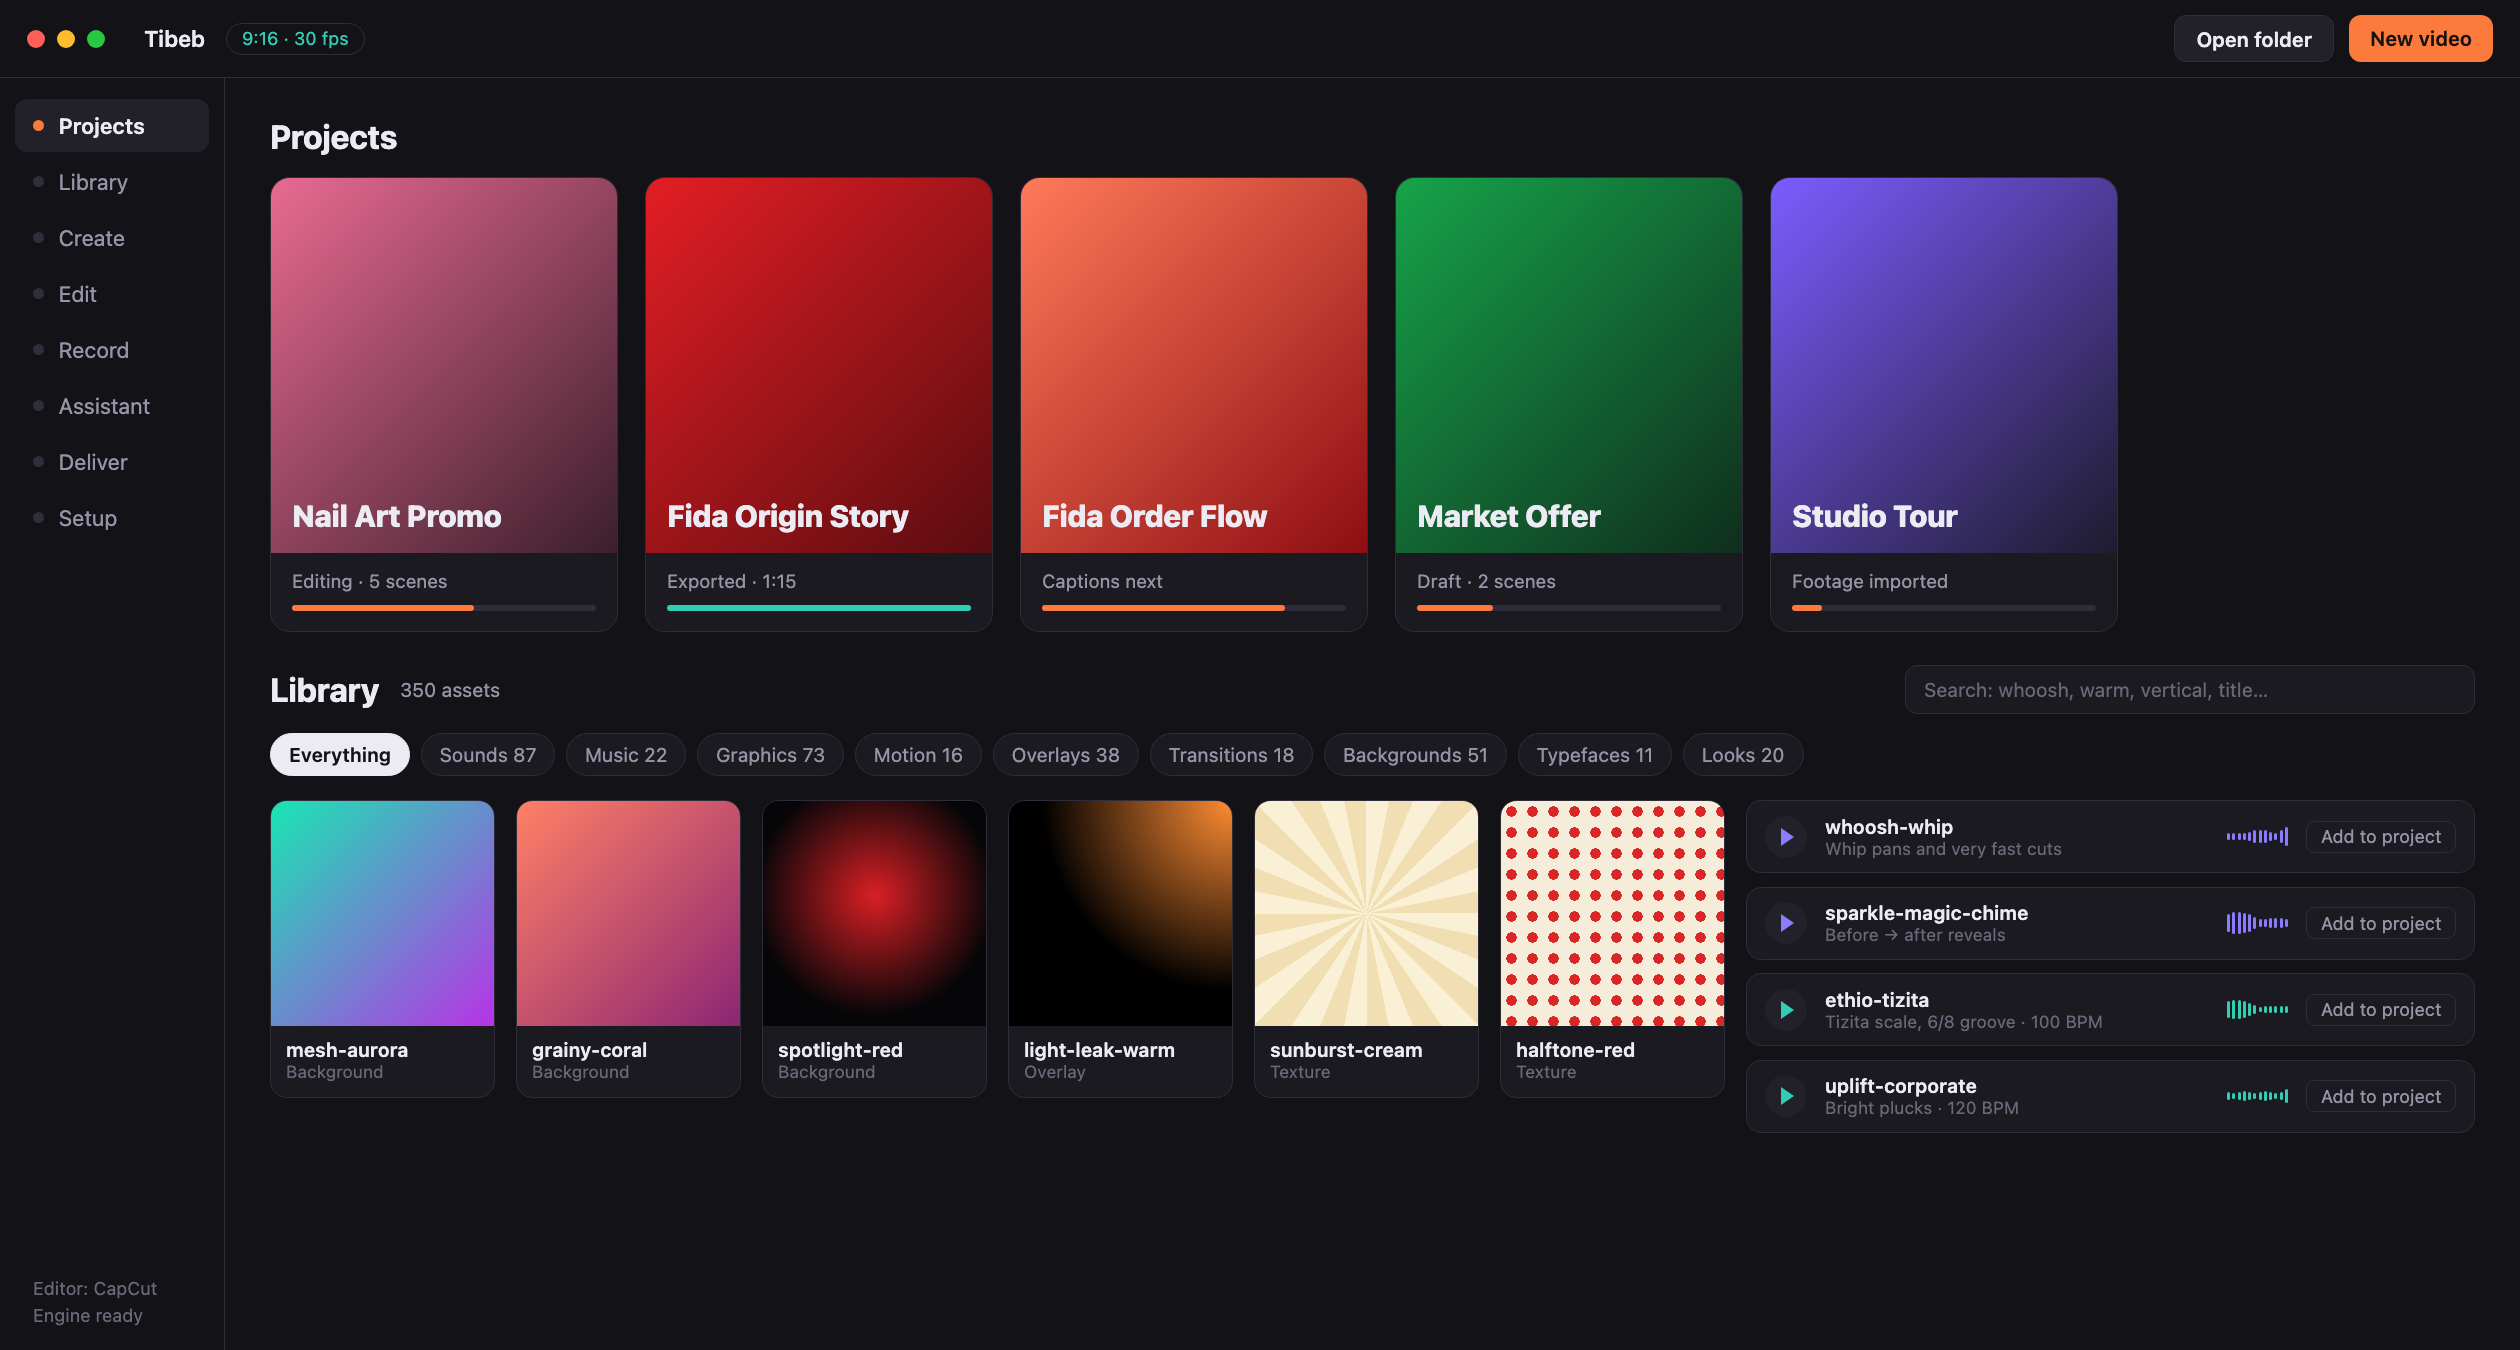 Tibeb
9:16 · 30 fps
Open folder
New video
Projects
Library
Create
Edit
Record
Assistant
Deliver
Setup
Editor: CapCut
Engine ready
Projects
Nail Art Promo
Editing · 5 scenes
Fida Origin Story
Exported · 1:15
Fida Order Flow
Captions next
Market Offer
Draft · 2 scenes
Studio Tour
Footage imported
Library
350 assets
Search: whoosh, warm, vertical, title...
Everything
Sounds 87
Music 22
Graphics 73
Motion 16
Overlays 38
Transitions 18
Backgrounds 51
Typefaces 11
Looks 20
mesh-aurora
Background
grainy-coral
Background
spotlight-red
Background
light-leak-warm
Overlay
sunburst-cream
Texture
halftone-red
Texture
whoosh-whip
Whip pans and very fast cuts
Add to project
sparkle-magic-chime
Before → after reveals
Add to project
ethio-tizita
Tizita scale, 6/8 groove · 100 BPM
Add to project
uplift-corporate
Bright plucks · 120 BPM
Add to project